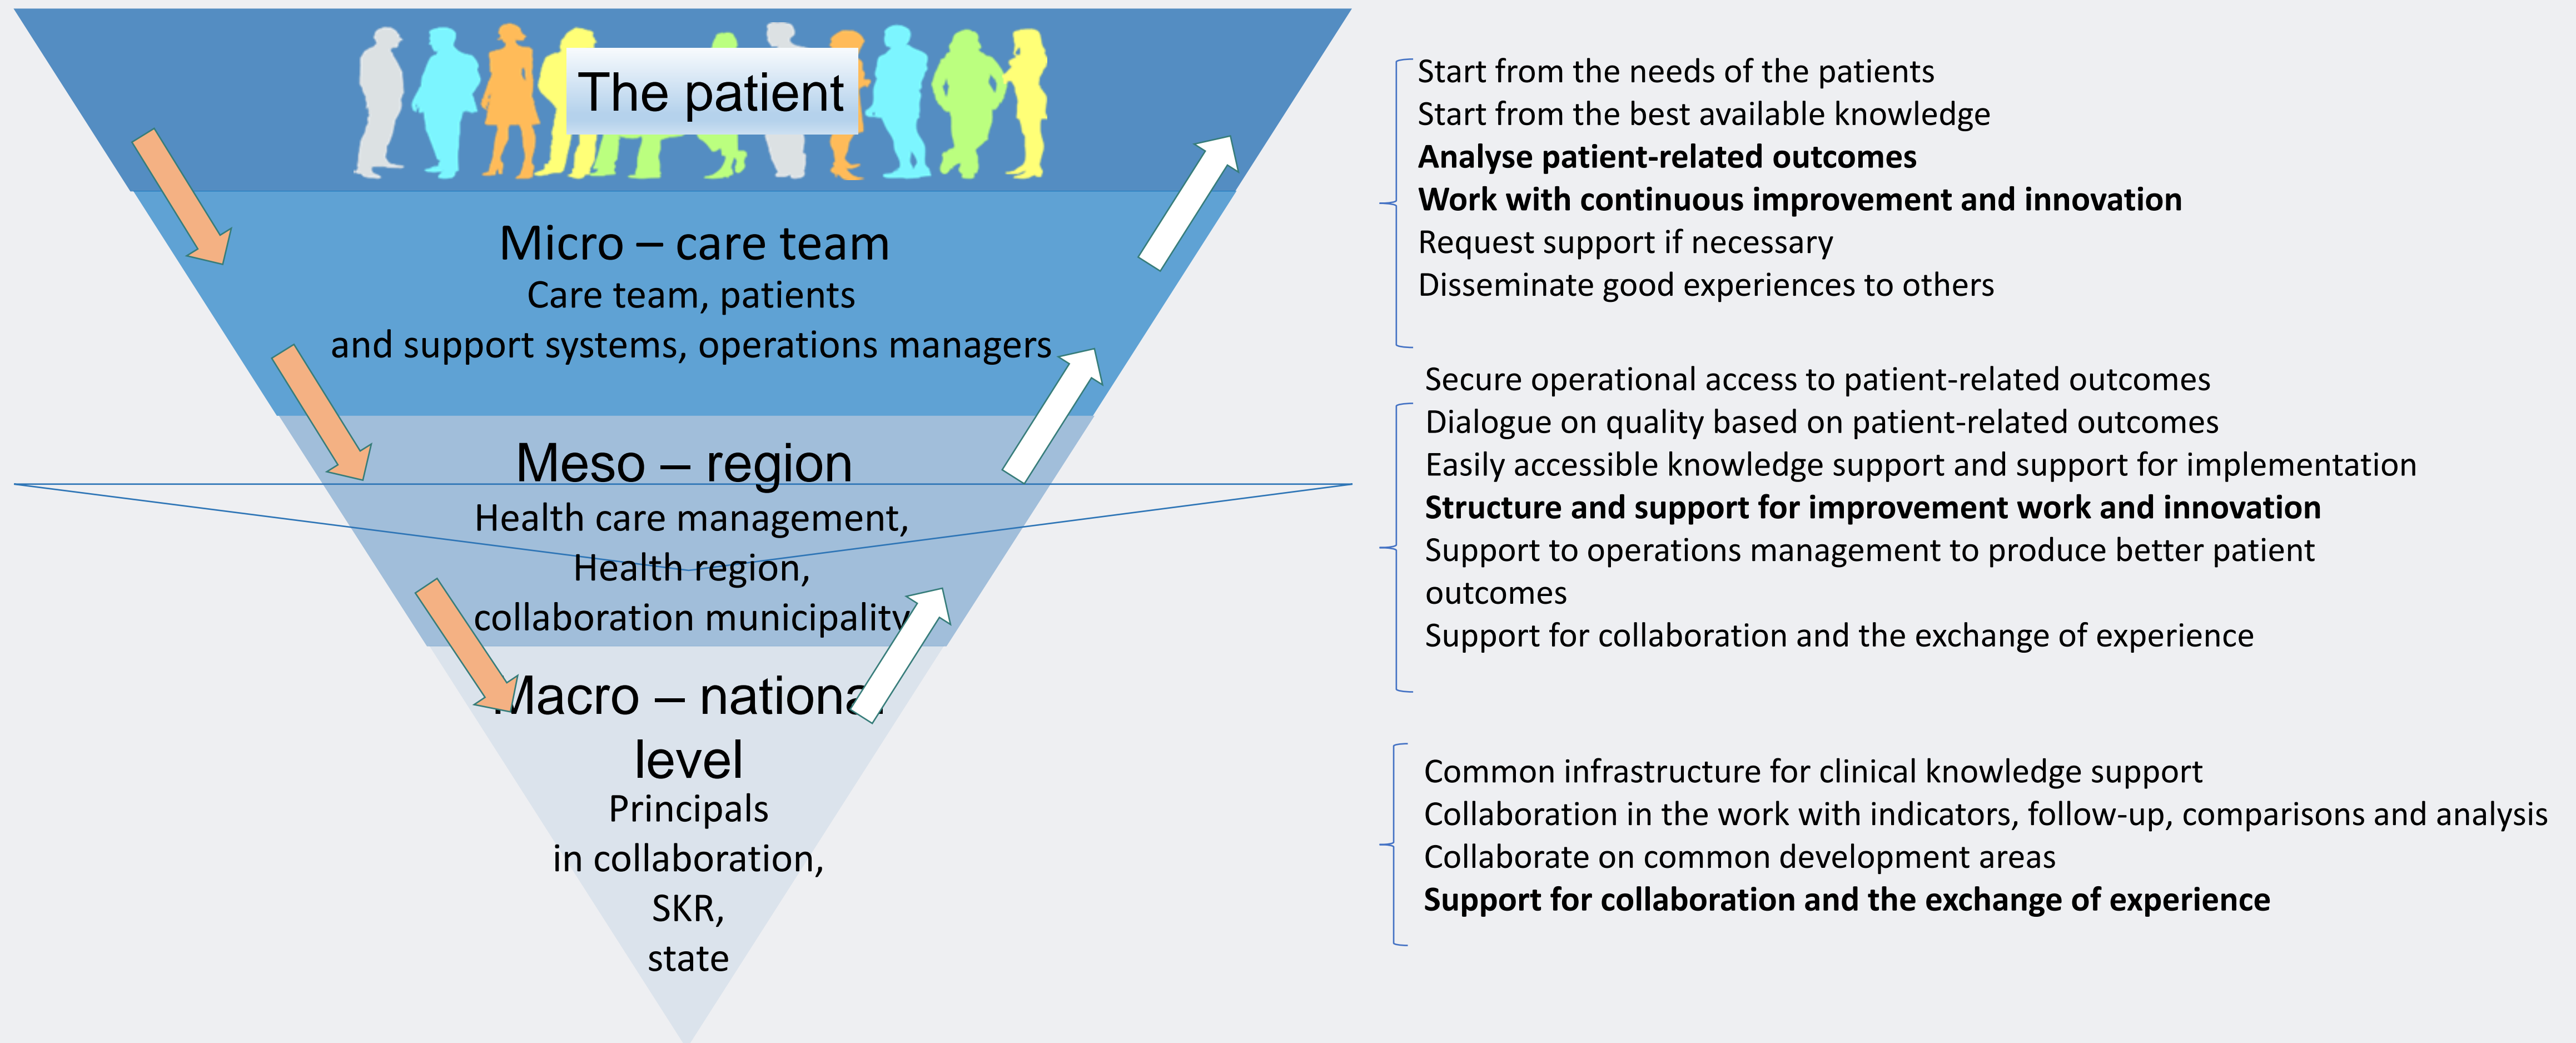 The patient
Micro – care team
Care team, patients
and support systems, operations managers
Meso – region
Health care management,
Health region,
collaboration municipality
Macro – national
level
Principals
in collaboration,
SKR,
state
Start from the needs of the patients
Start from the best available knowledge
Analyse patient-related outcomes
Work with continuous improvement and innovation
Request support if necessary
Disseminate good experiences to others
Secure operational access to patient-related outcomes
Dialogue on quality based on patient-related outcomes
Easily accessible knowledge support and support for implementation
Structure and support for improvement work and innovation
Support to operations management to produce better patient
outcomes
Support for collaboration and the exchange of experience
Common infrastructure for clinical knowledge support
Collaboration in the work with indicators, follow-up, comparisons and analysis
Collaborate on common development areas
Support for collaboration and the exchange of experience